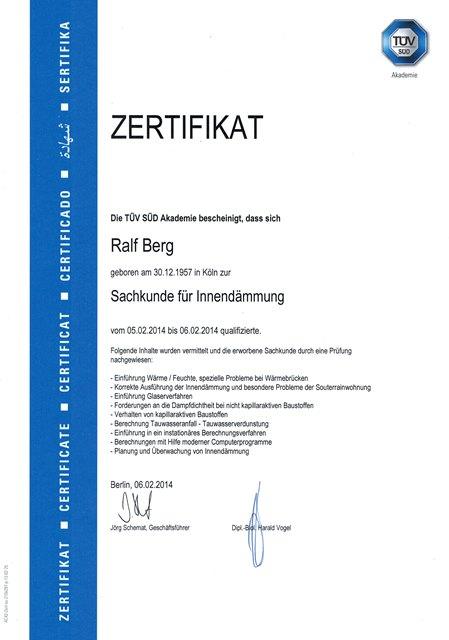 TÜV
SÜD
Akademie
ZERTIFIKAT ■ CERTIFICATE ■ CERTIFICAT ■ CERTIFICADO ■ شهادة ■ SERTIFIKA
ZERTIFIKAT
Die TÜV SÜD Akademie bescheinigt, dass sich
Ralf Berg
geboren am 30.12.1957 in Köln zur
Sachkunde für Innendämmung
vom 05.02.2014 bis 06.02.2014 qualifizierte.
Folgende Inhalte wurden vermittelt und die erworbene Sachkunde durch eine Prüfung
nachgewiesen:
- Einführung Wärme / Feuchte, spezielle Probleme bei Wärmebrücken
- Korrekte Ausführung der Innendämmung und besondere Probleme der Souterrainwohnung
- Einführung Glaserverfahren
- Forderungen an die Dampfdichtheit bei nicht kapillaraktiven Baustoffen
- Verhalten von kapillaraktiven Baustoffen
- Berechnung Tauwasseranfall - Tauwasserverdunstung
- Einführung in ein instationäres Berechnungsverfahren
- Berechnungen mit Hilfe moderner Computerprogramme
- Planung und Überwachung von Innendämmung
Berlin, 06.02.2014
Jörg Schemat, Geschäftsführer
Dipl.-Biol. Harald Vogel